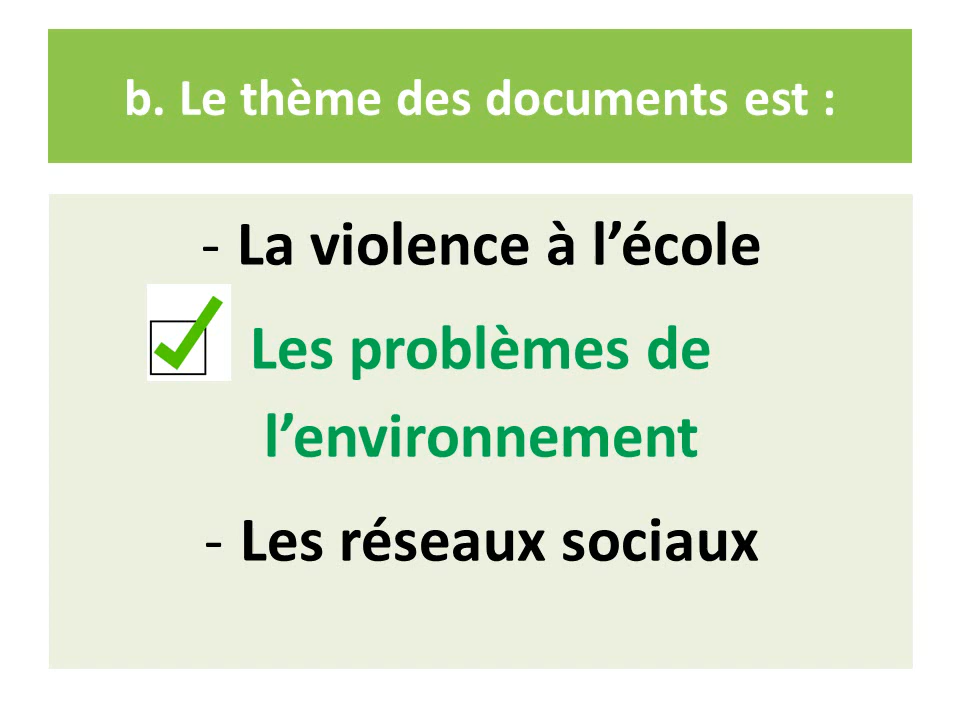 b. Le thème des documents est :
- La violence à l’école
Les problèmes de
l’environnement
- Les réseaux sociaux